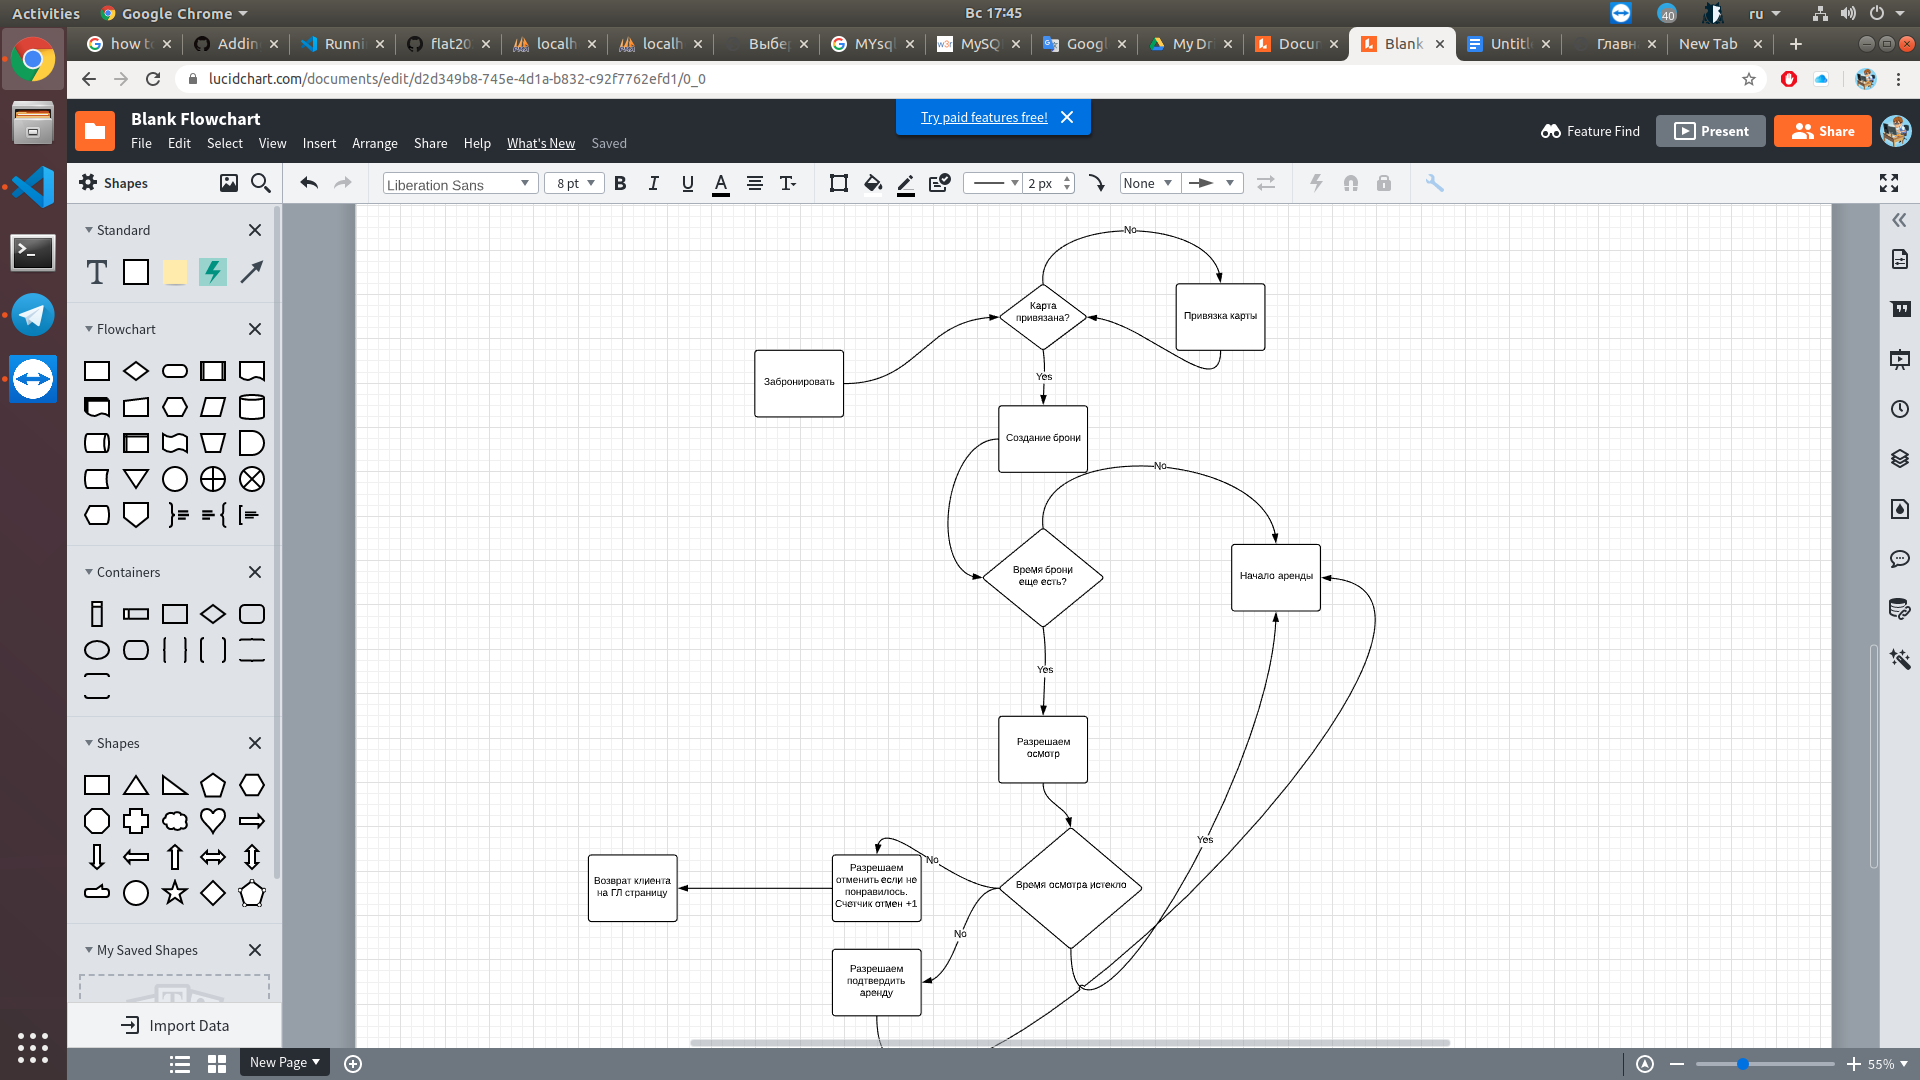 Activities
Google Chrome
Вс 17:45
40
ru
how to
Addin
Runni
flat20
localh
localh
Выбе
MYsql
MySQ
Googl
My Dr
Docum
Blank
Untitl
Главн
New Tab
lucidchart.com/documents/edit/d2d349b8-745e-4d1a-b832-c92f7762efd1/0_0
Blank Flowchart
Try paid features free!
File
Edit
Select
View
Insert
Arrange
Share
Help
What's New
Saved
Feature Find
Present
Share
Shapes
Liberation Sans
8 pt
B
I
U
A
2 px
None
Standard
T
Flowchart
Containers
Shapes
My Saved Shapes
Import Data
No
Карта
привязана?
Привязка карты
Забронировать
Yes
Создание брони
No
Время брони
еще есть?
Начало аренды
Yes
Разрешаем
осмотр
Yes
No
Возврат клиента
на ГЛ страницу
Разрешаем
отменить если не
понравилось.
Счетчик отмен +1
Время осмотра истекло
No
Разрешаем
подтвердить
аренду
New Page
55%